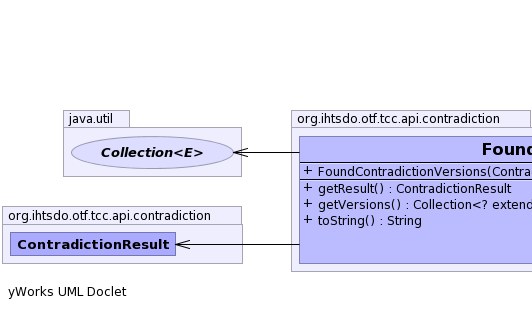 java.util
Collection<E>
org.ihtsdo.otf.tcc.api.contradiction
Found
+ FoundContradictionVersions(Contra
+ getResult() : ContradictionResult
+ getVersions() : Collection<? extend
+ toString() : String
org.ihtsdo.otf.tcc.api.contradiction
ContradictionResult
yWorks UML Doclet